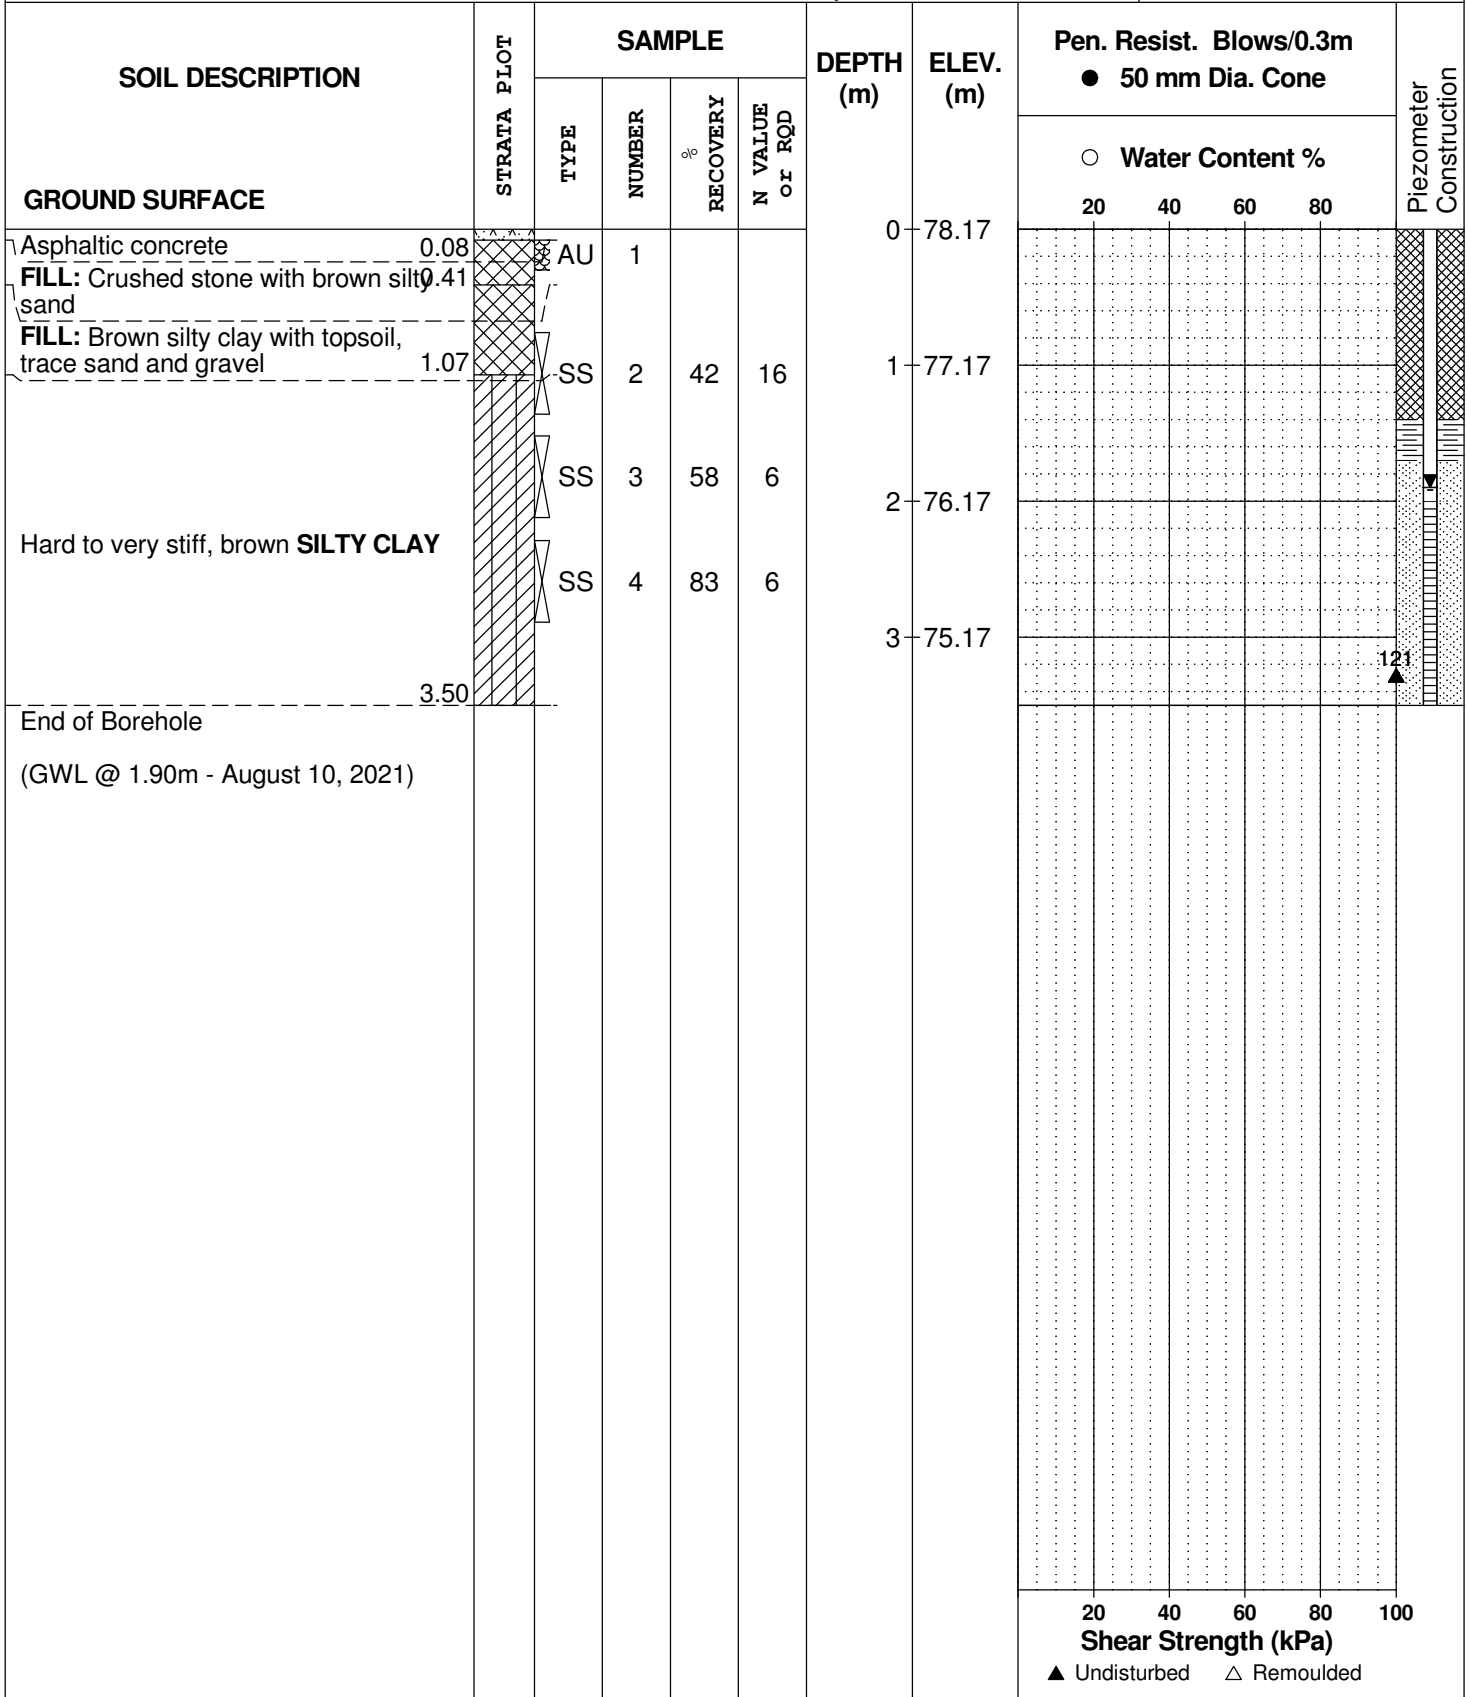 SOIL DESCRIPTION
GROUND SURFACE
STRATA PLOT
SAMPLE
TYPE
NUMBER
%
RECOVERY
N VALUE
or RQD
DEPTH
(m)
ELEV.
(m)
Pen. Resist. Blows/0.3m
● 50 mm Dia. Cone
○ Water Content %
20 40 60 80
Piezometer
Construction
0 78.17
Asphaltic concrete 0.08
AU 1
FILL: Crushed stone with brown silty 0.41
sand
FILL: Brown silty clay with topsoil,
trace sand and gravel 1.07
SS 2 42 16
1 77.17
SS 3 58 6
2 76.17
Hard to very stiff, brown SILTY CLAY
SS 4 83 6
3 75.17
121
3.50
End of Borehole
(GWL @ 1.90m - August 10, 2021)
20 40 60 80 100
Shear Strength (kPa)
▲ Undisturbed △ Remoulded